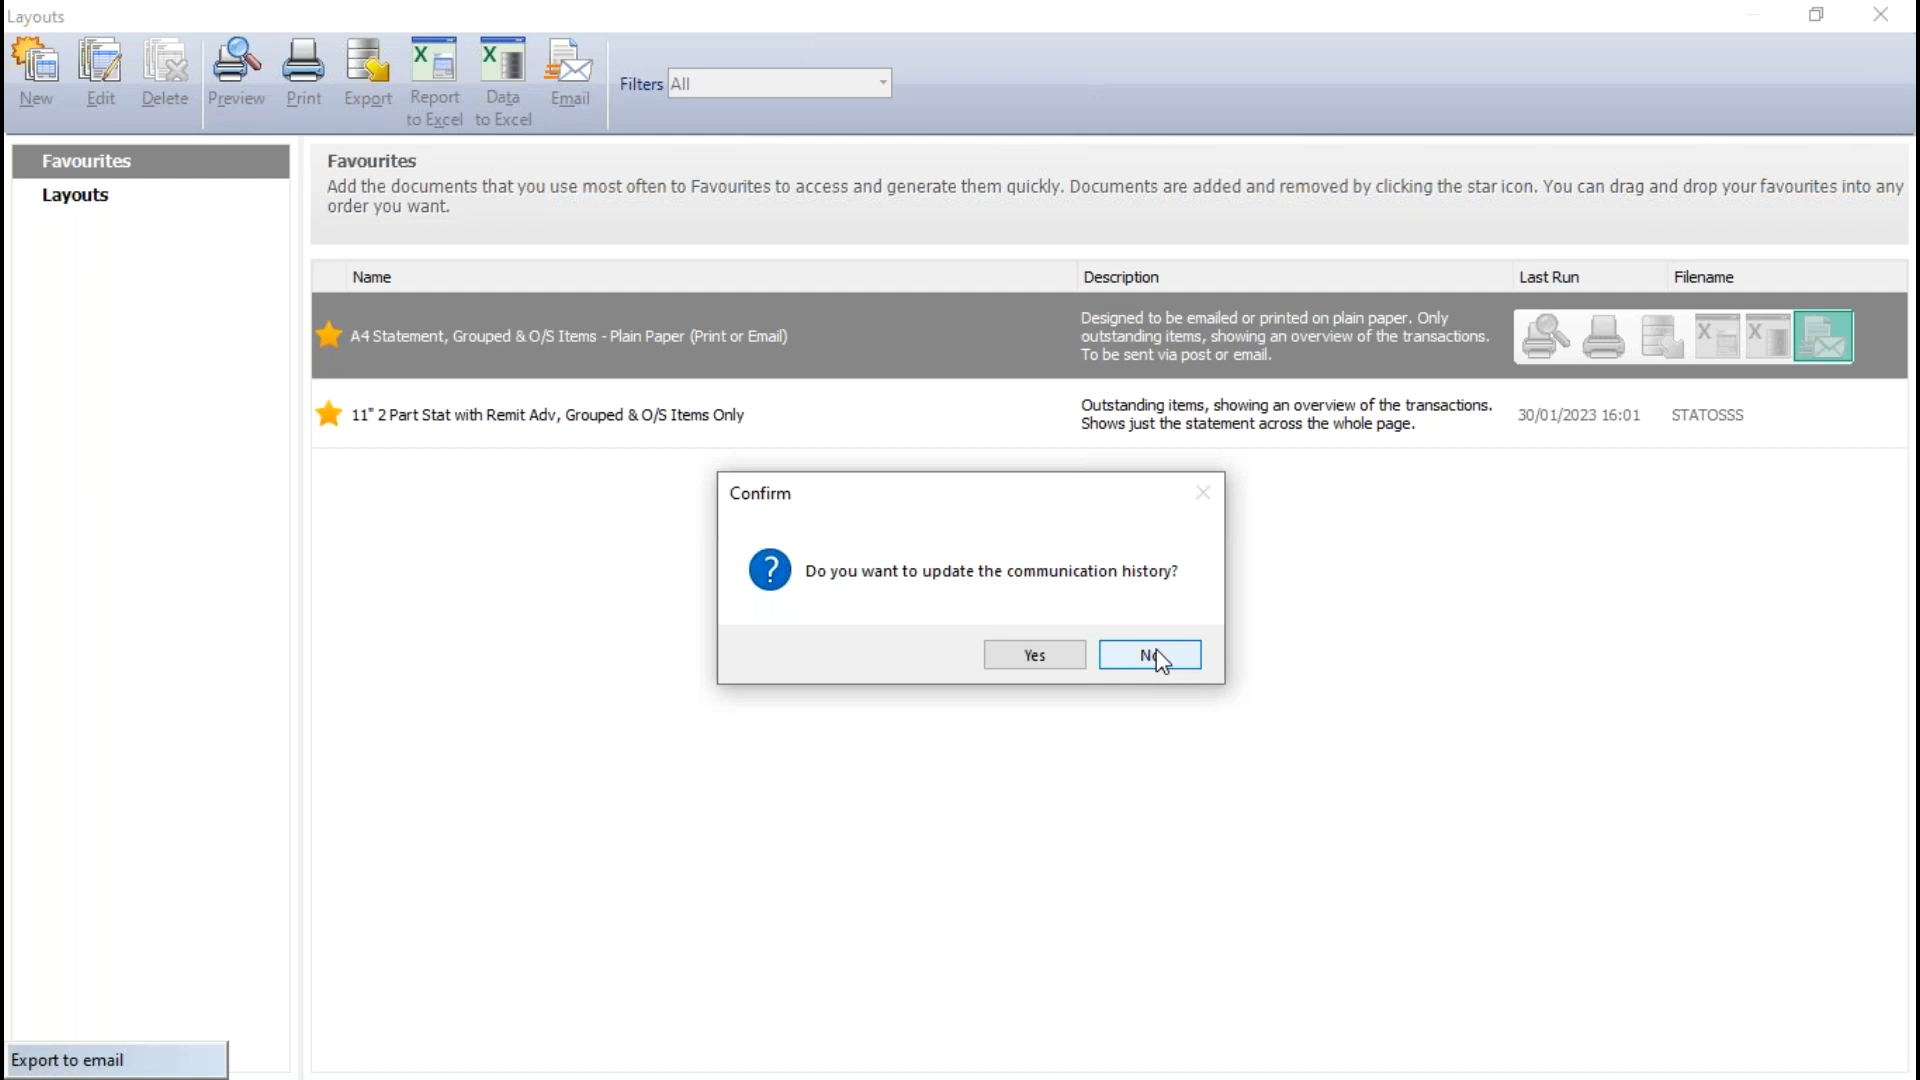 Layouts
New
Edit
Delete
Preview
Print
Export
Report
to Excel
Data
to Excel
Email
Filters All
Favourites
Layouts
Favourites
Add the documents that you use most often to Favourites to access and generate them quickly. Documents are added and removed by clicking the star icon. You can drag and drop your favourites into any
order you want.
Name Description Last Run Filename
A4 Statement, Grouped & O/S Items - Plain Paper (Print or Email)
Designed to be emailed or printed on plain paper. Only
outstanding items, showing an overview of the transactions.
To be sent via post or email.
11" 2 Part Stat with Remit Adv, Grouped & O/S Items Only
Outstanding items, showing an overview of the transactions.
Shows just the statement across the whole page.
30/01/2023 16:01 STATOSSS
Confirm
Do you want to update the communication history?
Yes No
Export to email